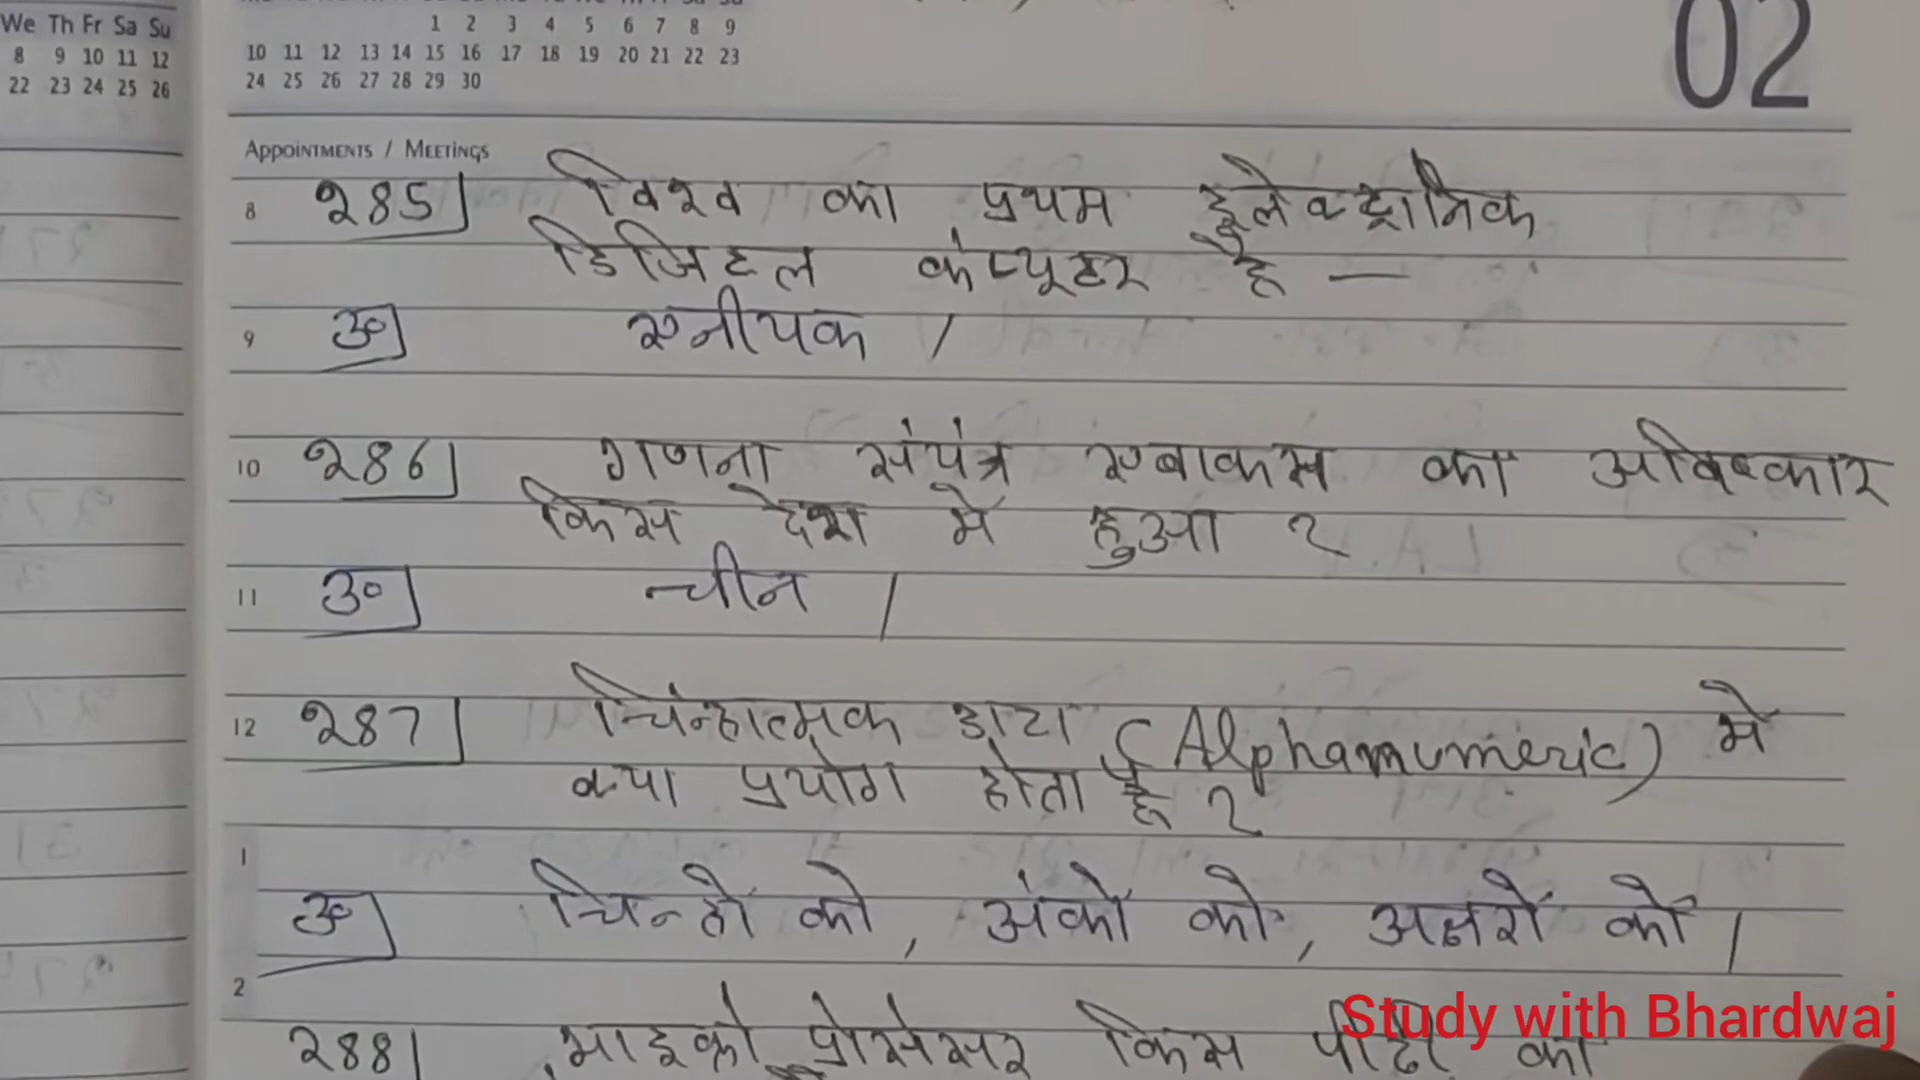 We Th Fr Sa Su
8 9 10 11 12
22 23 24 25 26
1 2 3 4 5 6 7 8 9
10 11 12 13 14 15 16 17 18 19 20 21 22 23
24 25 26 27 28 29 30
02
Appointments / Meetings
8 285] विश्व का प्रथम इलेक्ट्रानिक
डिजिटल कंप्यूटर है —
9 उ०] एनीयक ।
10 286] गणना संयंत्र एबाकस का अविष्कार
किस देश मे हुआ ?
11 उ०] चीन ।
12 287] चिंन्हात्मक डाटा (Alphanumeric) मे
क्या प्रयोग होता है ?
1
उ०] चिन्हो को, अंको को, अक्षरो को ।
2
288] माइक्रो प्रोसेसर किस पीढी का
Study with Bhardwaj